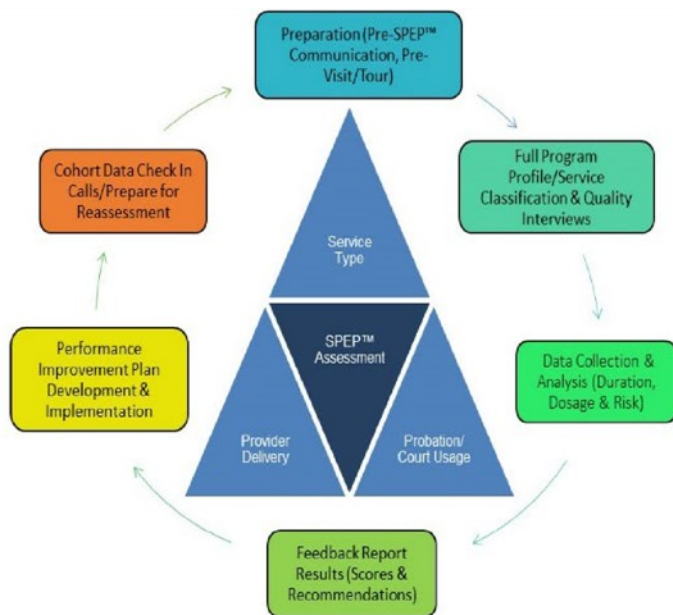 Preparation (Pre-SPEP™
Communication, Pre-
Visit/Tour)
Full Program
Profile/Service
Classification & Quality
Interviews
Data Collection &
Analysis (Duration,
Dosage & Risk)
Feedback Report
Results (Scores &
Recommendations)
Performance
Improvement Plan
Development &
Implementation
Cohort Data Check In
Calls/Prepare for
Reassessment
Service
Type
SPEP™
Assessment
Provider
Delivery
Probation/
Court Usage